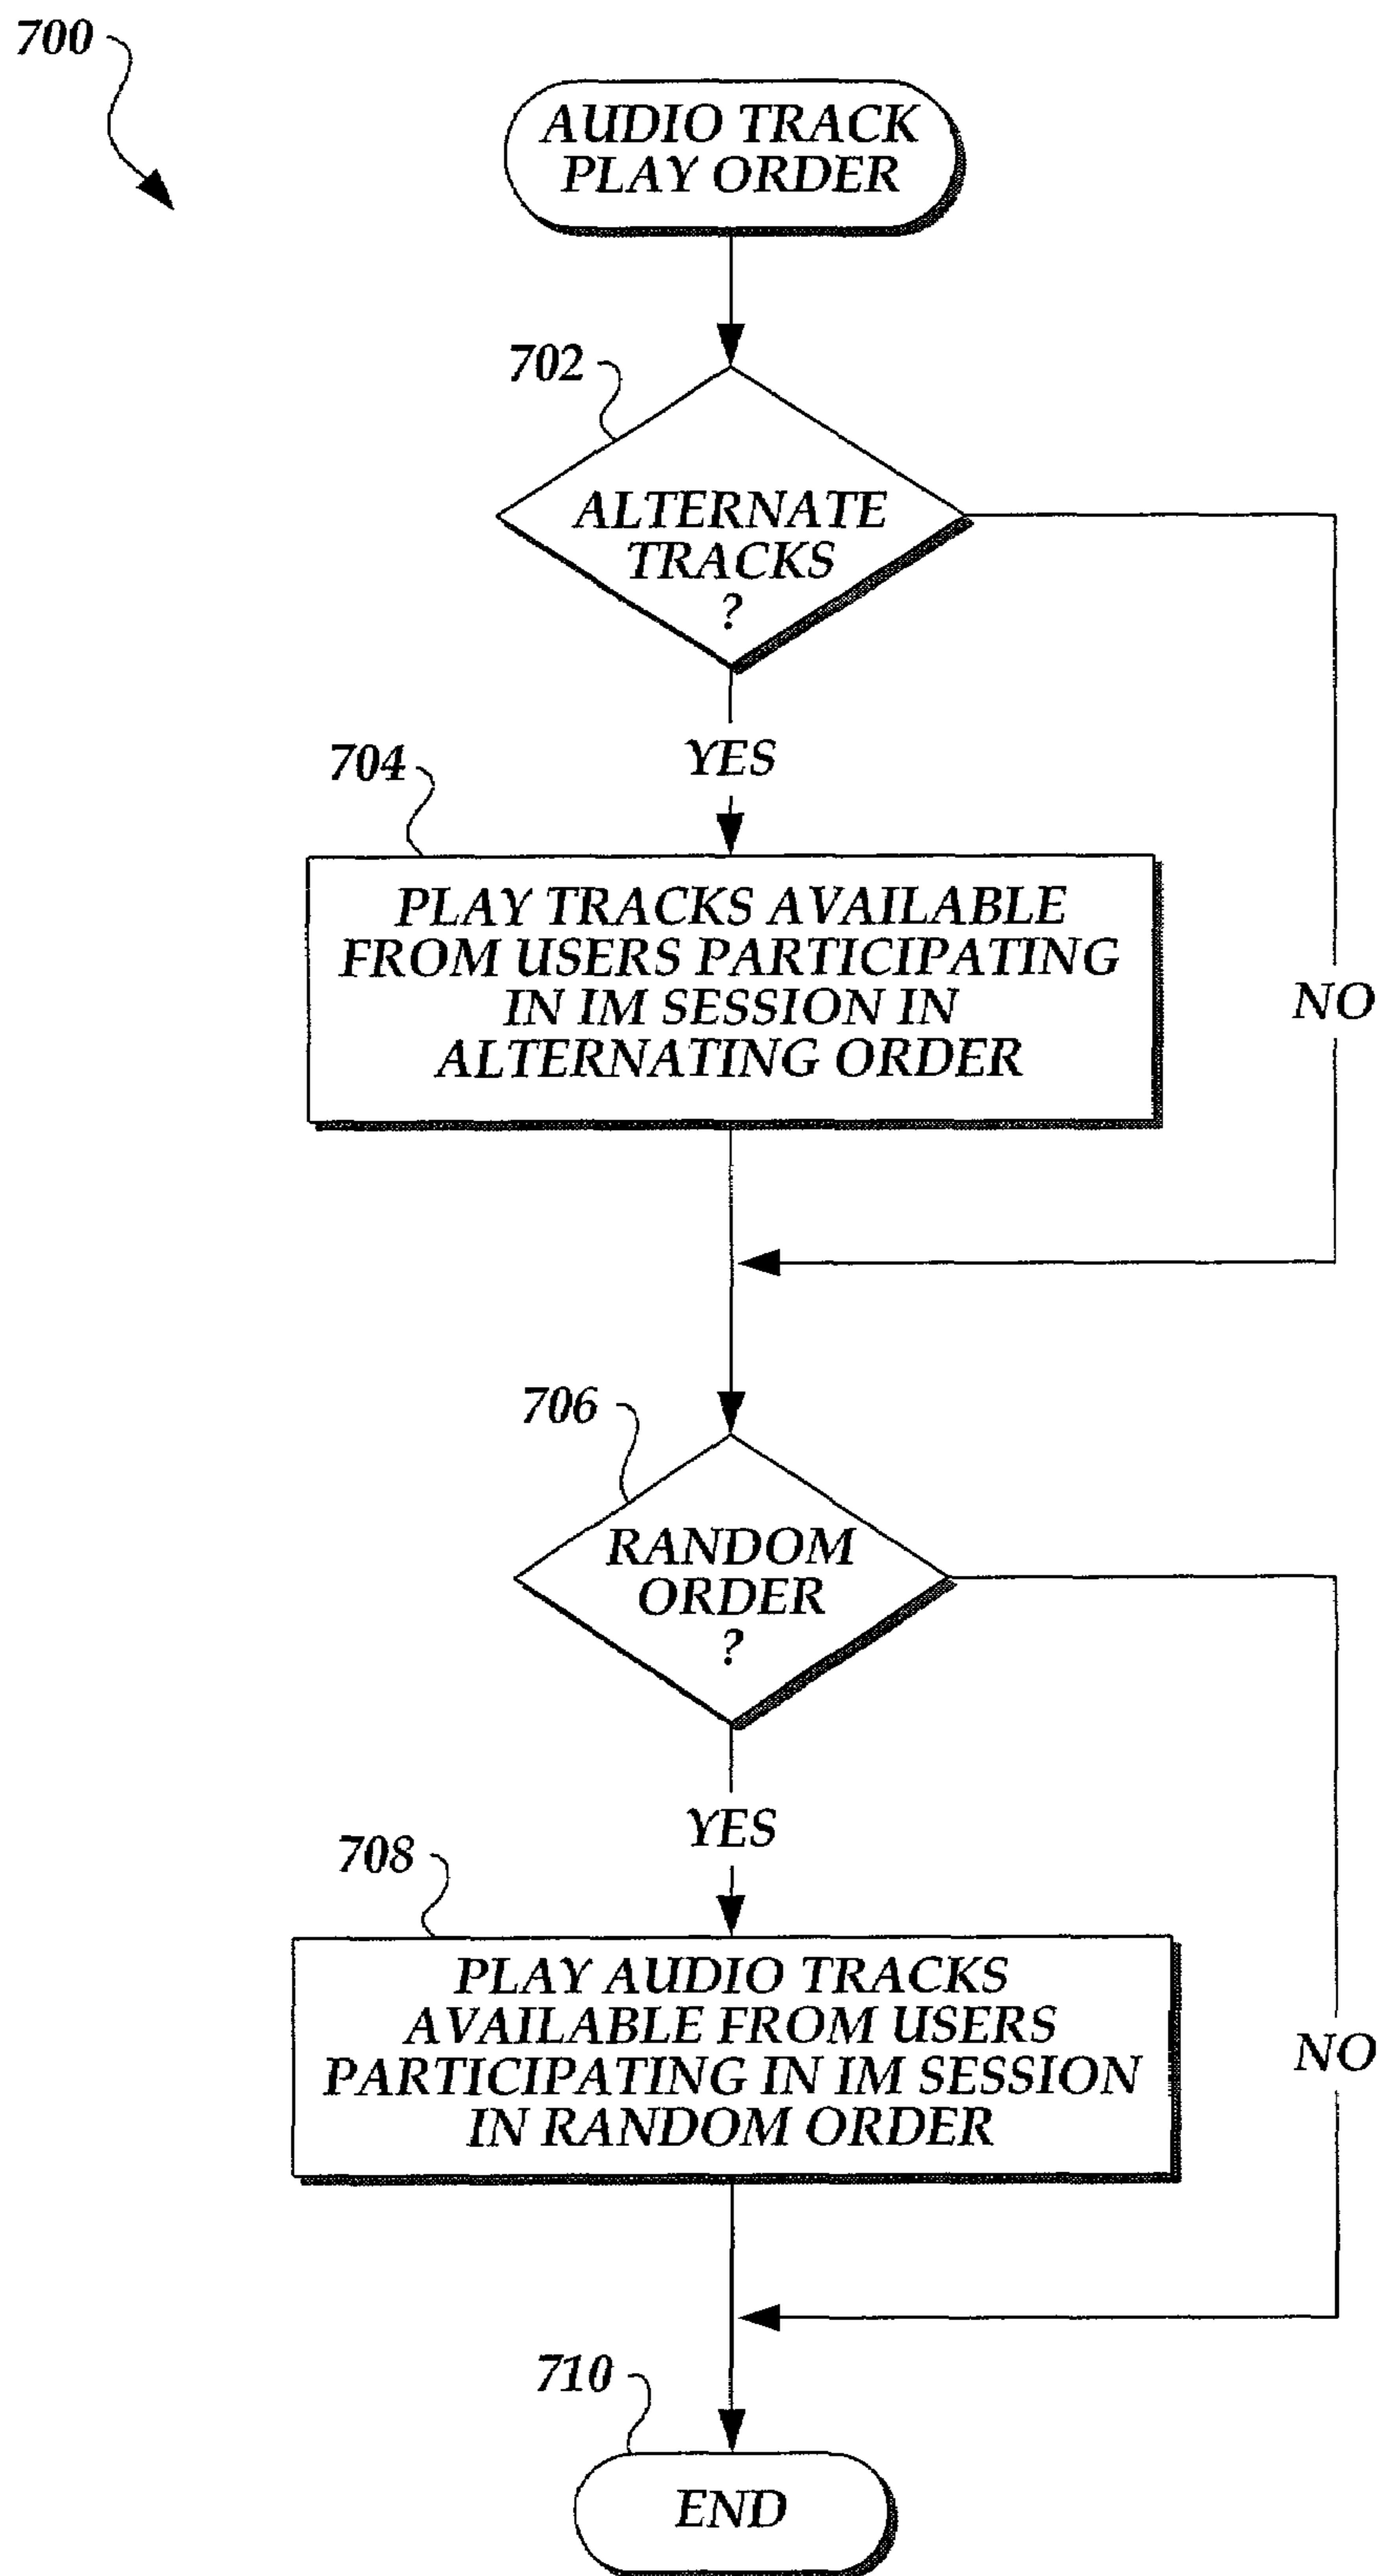 700
AUDIO TRACK
PLAY ORDER
702
ALTERNATE
TRACKS
?
YES
704
PLAY TRACKS AVAILABLE
FROM USERS PARTICIPATING
IN IM SESSION IN
ALTERNATING ORDER
NO
706
RANDOM
ORDER
?
YES
708
PLAY AUDIO TRACKS
AVAILABLE FROM USERS
PARTICIPATING IN IM SESSION
IN RANDOM ORDER
NO
710
END